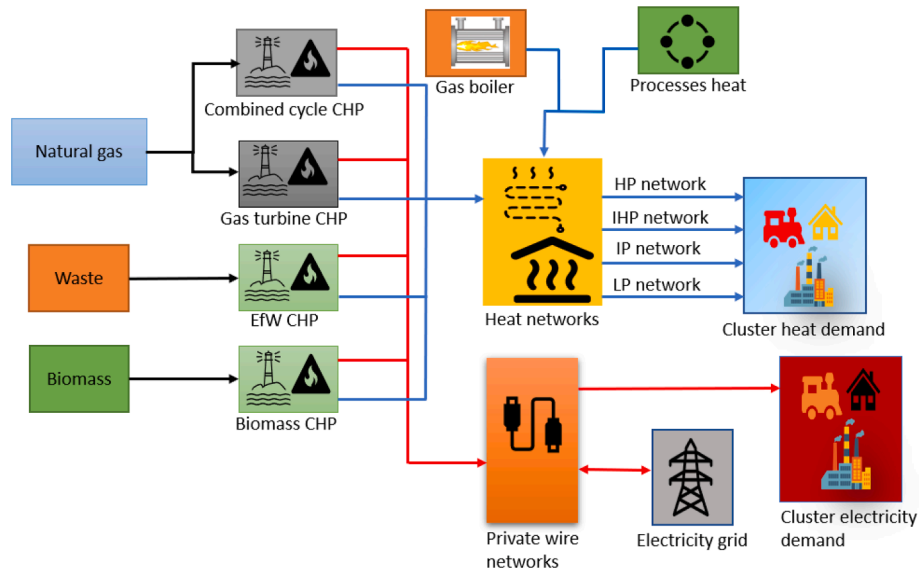 Natural gas
Waste
Biomass
Combined cycle CHP
Gas turbine CHP
EfW CHP
Biomass CHP
Gas boiler
Processes heat
Heat networks
HP network
IHP network
IP network
LP network
Cluster heat demand
Private wire
networks
Electricity grid
Cluster electricity
demand